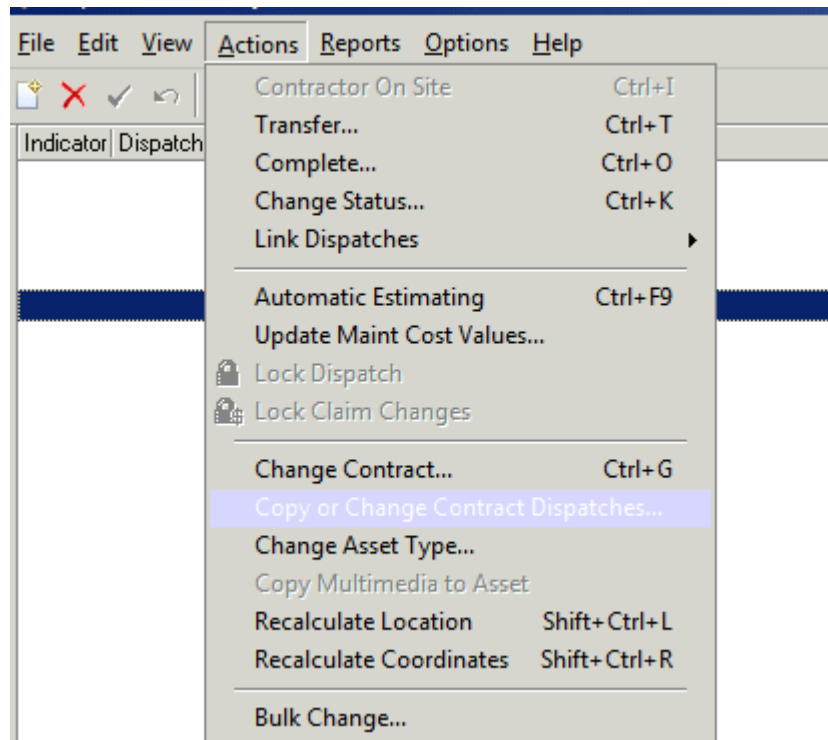 File Edit View Actions Reports Options Help
Contractor On Site Ctrl+I
Transfer... Ctrl+T
Indicator Dispatch
Complete... Ctrl+O
Change Status... Ctrl+K
Link Dispatches
Automatic Estimating Ctrl+F9
Update Maint Cost Values...
Lock Dispatch
Lock Claim Changes
Change Contract... Ctrl+G
Copy or Change Contract Dispatches...
Change Asset Type...
Copy Multimedia to Asset
Recalculate Location Shift+Ctrl+L
Recalculate Coordinates Shift+Ctrl+R
Bulk Change...